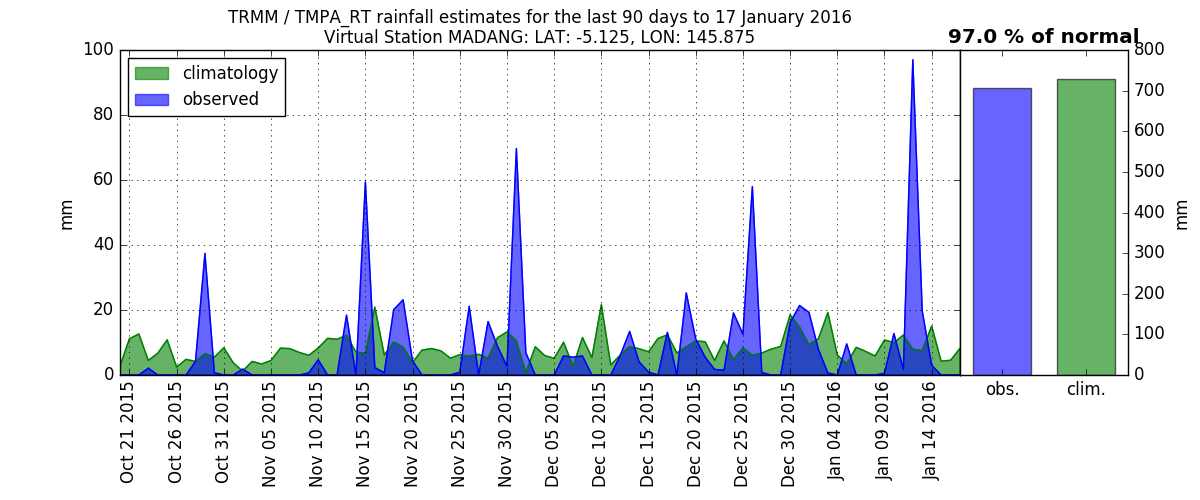 TRMM / TMPA_RT rainfall estimates for the last 90 days to 17 January 2016
Virtual Station MADANG: LAT: -5.125, LON: 145.875
97.0 % of normal
climatology
observed
100
80
60
40
20
0
mm
800
700
600
500
400
300
200
100
0
mm
Oct 21 2015
Oct 26 2015
Oct 31 2015
Nov 05 2015
Nov 10 2015
Nov 15 2015
Nov 20 2015
Nov 25 2015
Nov 30 2015
Dec 05 2015
Dec 10 2015
Dec 15 2015
Dec 20 2015
Dec 25 2015
Dec 30 2015
Jan 04 2016
Jan 09 2016
Jan 14 2016
obs.
clim.